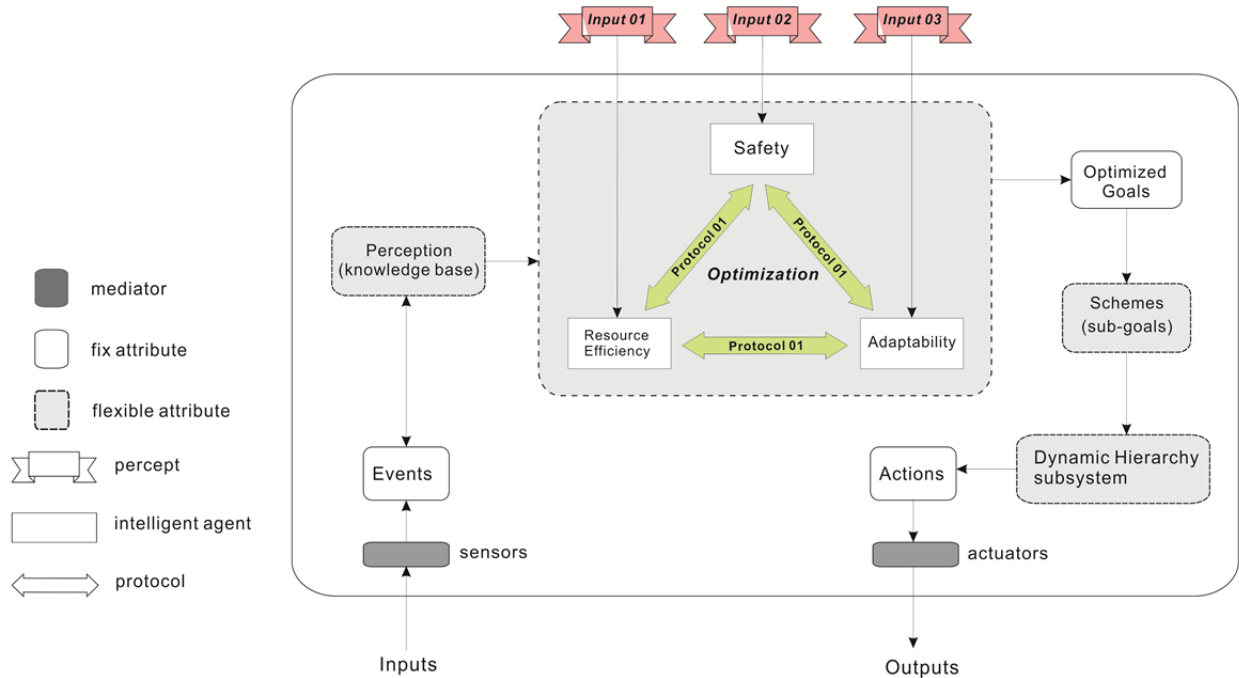 Input 01
Input 02
Input 03
Safety
Optimized
Goals
Protocol 01
Protocol 01
Perception
(knowledge base)
Optimization
mediator
Schemes
(sub-goals)
Resource
Efficiency
Protocol 01
Adaptability
fix attribute
flexible attribute
percept
Events
Actions
Dynamic Hierarchy
subsystem
intelligent agent
sensors
actuators
protocol
Inputs
Outputs